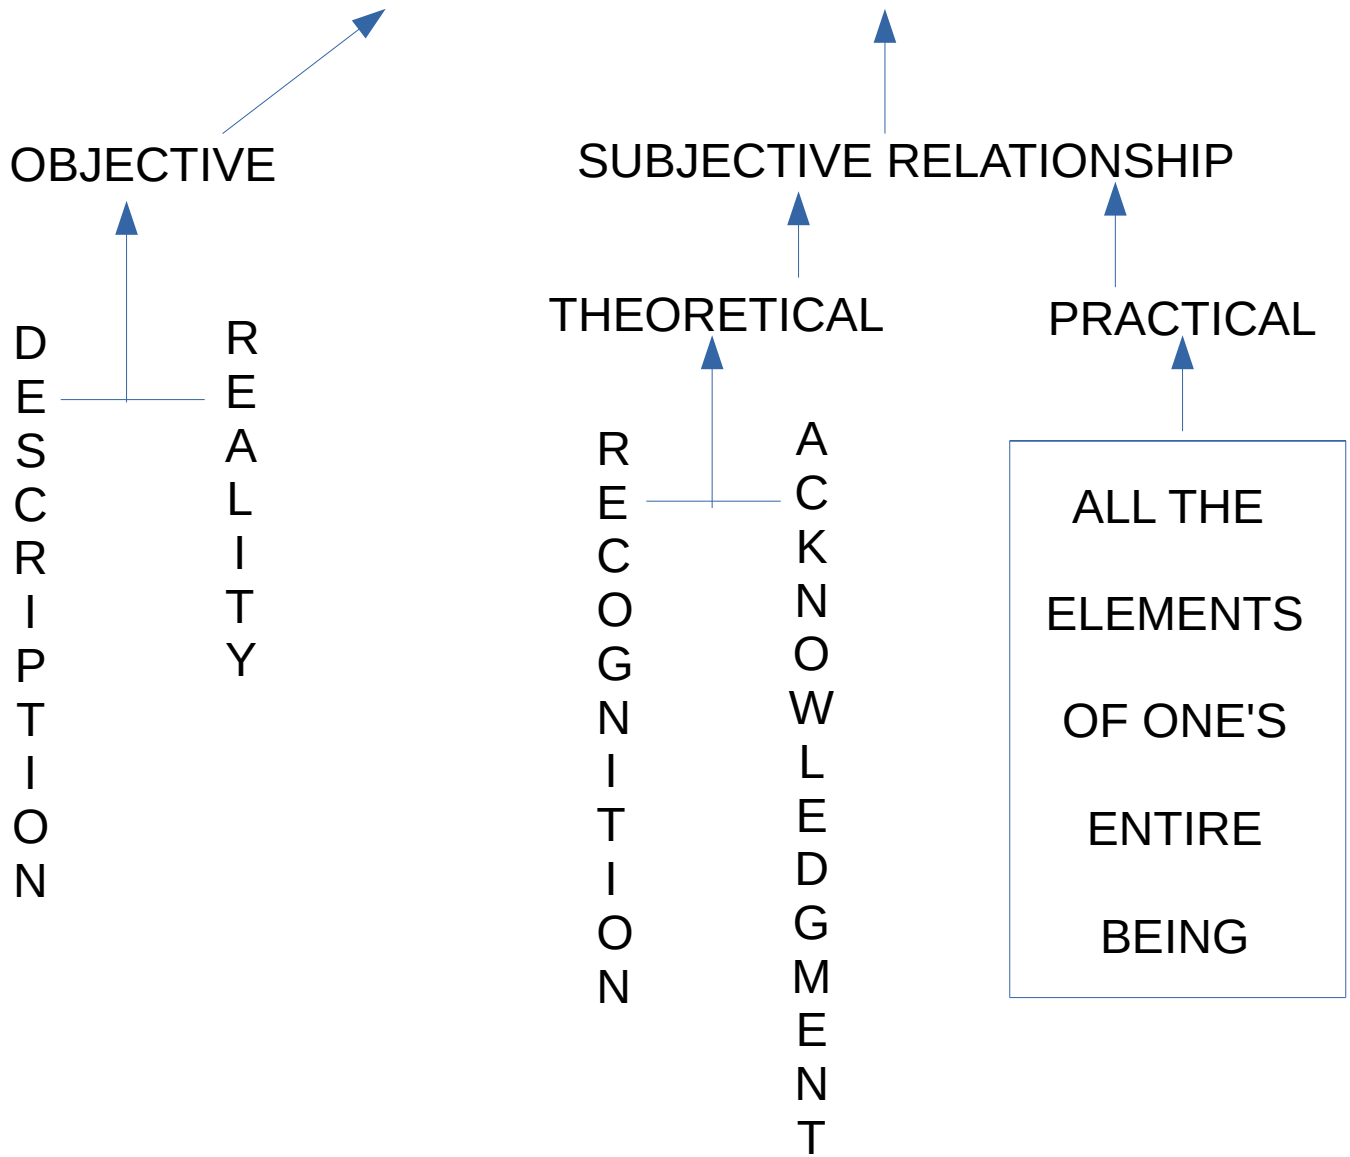 OBJECTIVE
SUBJECTIVE RELATIONSHIP
THEORETICAL
PRACTICAL
DESCRIPTION
REALITY
RECOGNITION
ACKNOWLEDGMENT
ALL THE
ELEMENTS
OF ONE'S
ENTIRE
BEING